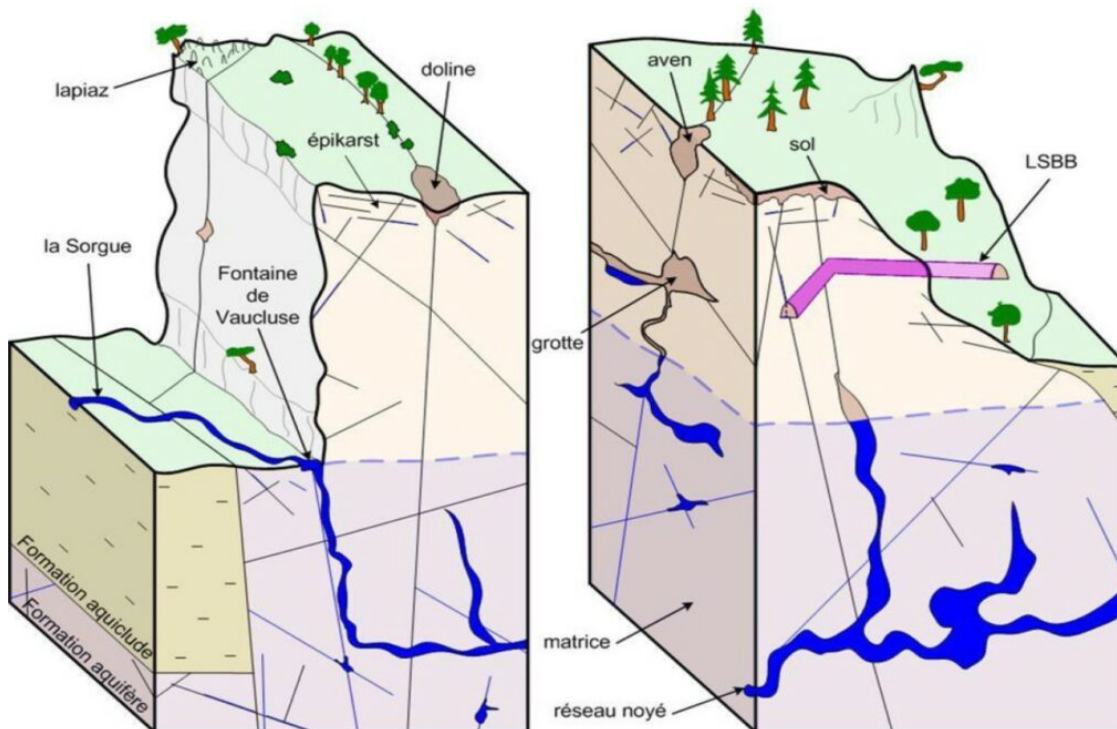 lapiaz
doline
épikarst
la Sorgue
Fontaine
de
Vaucluse
Formation aquiclude
Formation aquifère
aven
sol
LSBB
grotte
matrice
réseau noyé